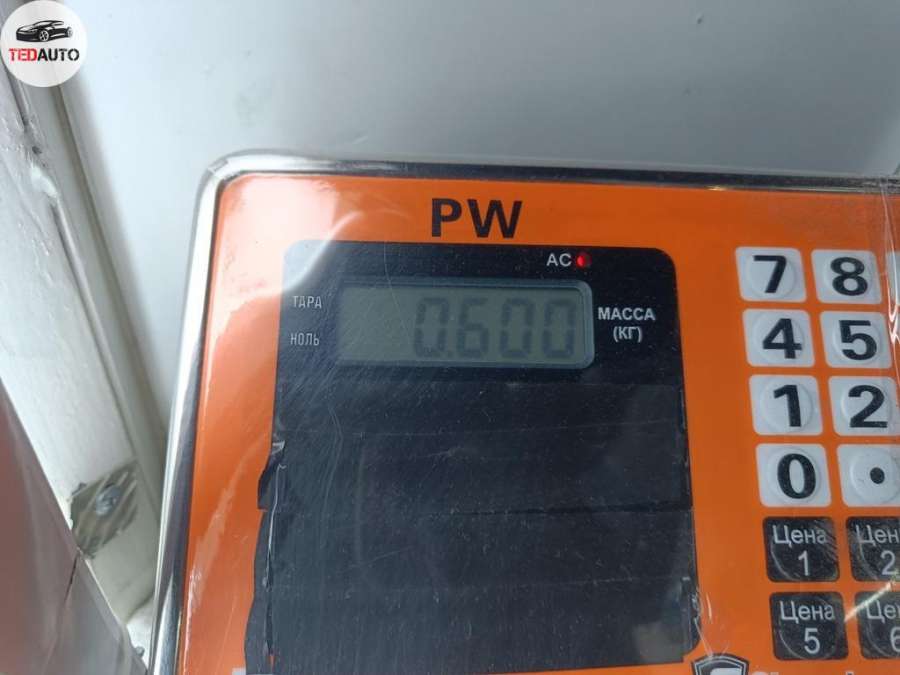 TEDAUTO
PW
AC
ТАРА
НОЛЬ
0.600
МАССА
(КГ)
7 8
4 5
1 2
0 .
Цена 1
Цена 5